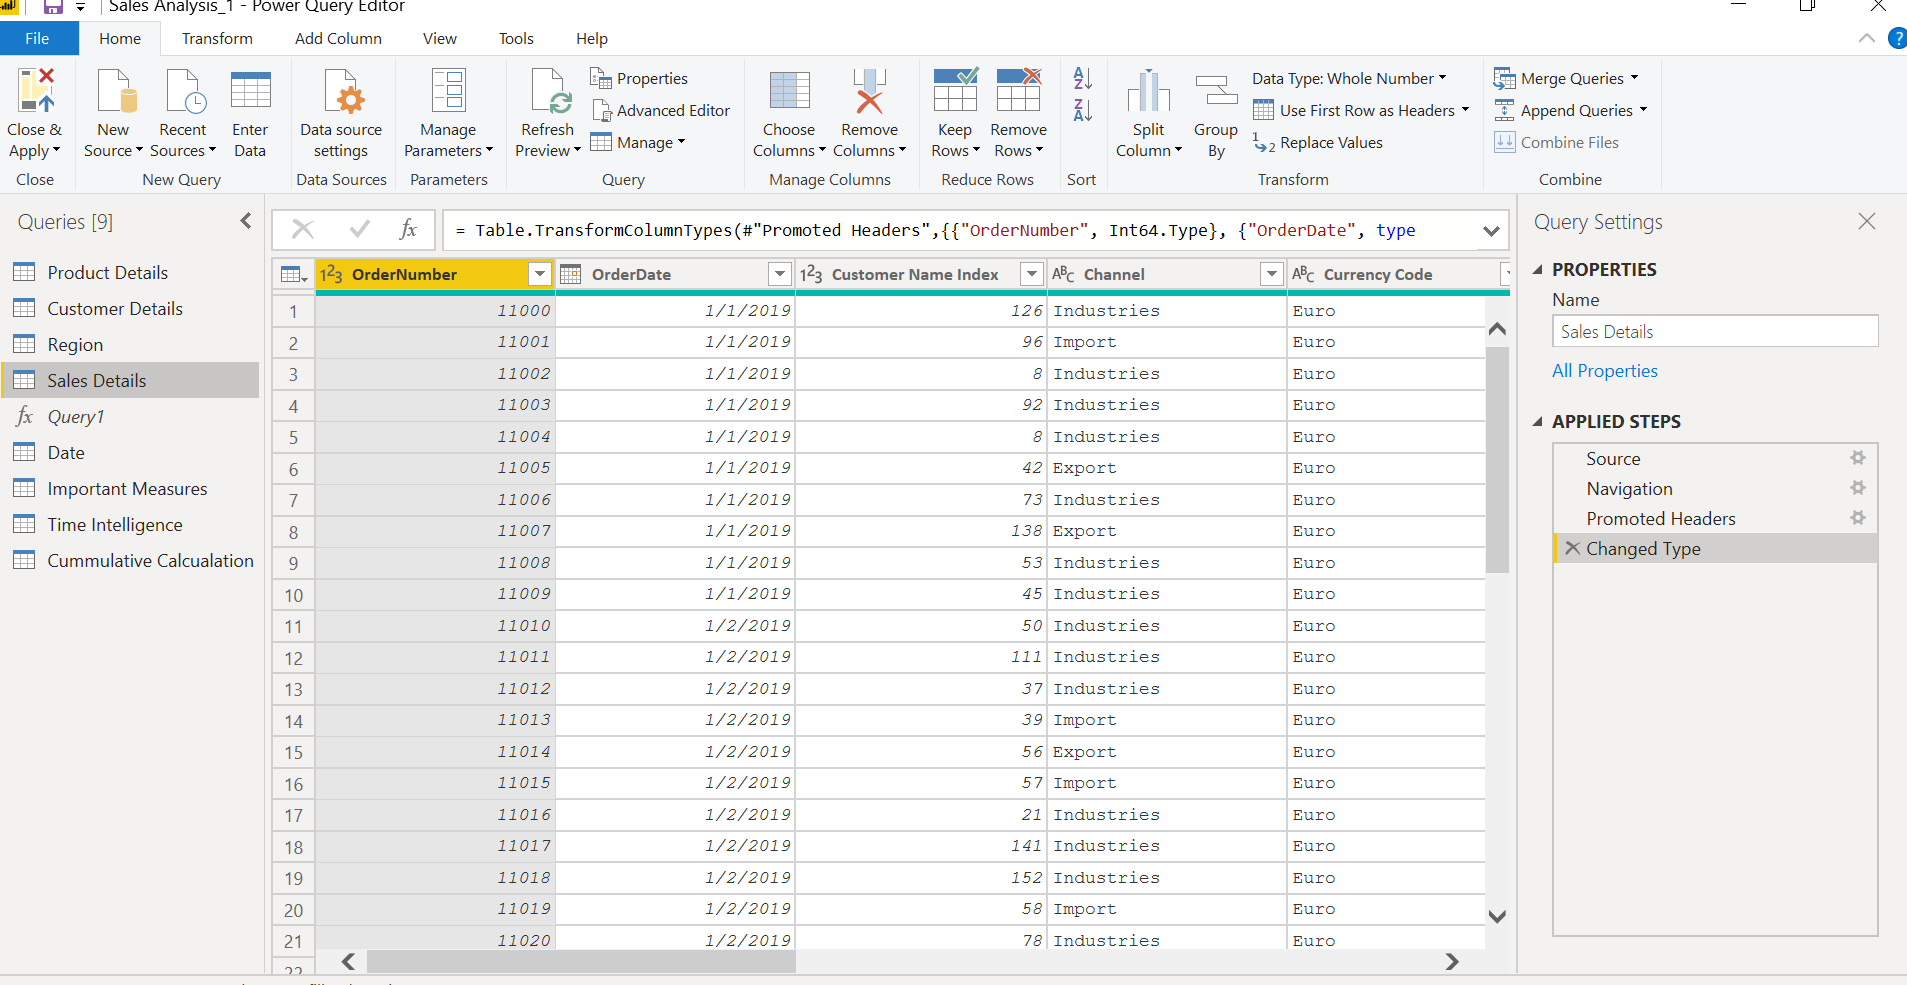 Sales Analysis_1 - Power Query Editor
File Home Transform Add Column View Tools Help
Close & Apply
Close
New Source
Recent Sources
Enter Data
New Query
Data source settings
Data Sources
Manage Parameters
Parameters
Refresh Preview
Properties
Advanced Editor
Manage
Query
Choose Columns
Remove Columns
Manage Columns
Keep Rows
Remove Rows
Reduce Rows
A Z
Z A
Sort
Split Column
Group By
Data Type: Whole Number
Use First Row as Headers
1 2 Replace Values
Transform
Merge Queries
Append Queries
Combine Files
Combine
?
Queries [9]
Product Details
Customer Details
Region
Sales Details
fx Query1
Date
Important Measures
Time Intelligence
Cummulative Calcualation
fx = Table.TransformColumnTypes(#"Promoted Headers",{{"OrderNumber", Int64.Type}, {"OrderDate", type
123 OrderNumber OrderDate 123 Customer Name Index ABC Channel ABC Currency Code
1 11000 1/1/2019 126 Industries Euro
2 11001 1/1/2019 96 Import Euro
3 11002 1/1/2019 8 Industries Euro
4 11003 1/1/2019 92 Industries Euro
5 11004 1/1/2019 8 Industries Euro
6 11005 1/1/2019 42 Export Euro
7 11006 1/1/2019 73 Industries Euro
8 11007 1/1/2019 138 Export Euro
9 11008 1/1/2019 53 Industries Euro
10 11009 1/1/2019 45 Industries Euro
11 11010 1/2/2019 50 Industries Euro
12 11011 1/2/2019 111 Industries Euro
13 11012 1/2/2019 37 Industries Euro
14 11013 1/2/2019 39 Import Euro
15 11014 1/2/2019 56 Export Euro
16 11015 1/2/2019 57 Import Euro
17 11016 1/2/2019 21 Industries Euro
18 11017 1/2/2019 141 Industries Euro
19 11018 1/2/2019 152 Industries Euro
20 11019 1/2/2019 58 Import Euro
21 11020 1/2/2019 78 Industries Euro
22
Query Settings
PROPERTIES
Name
Sales Details
All Properties
APPLIED STEPS
Source
Navigation
Promoted Headers
Changed Type